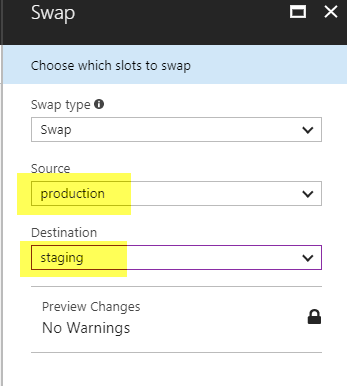 Swap
Choose which slots to swap
Swap type
Swap
Source
production
Destination
staging
Preview Changes
No Warnings